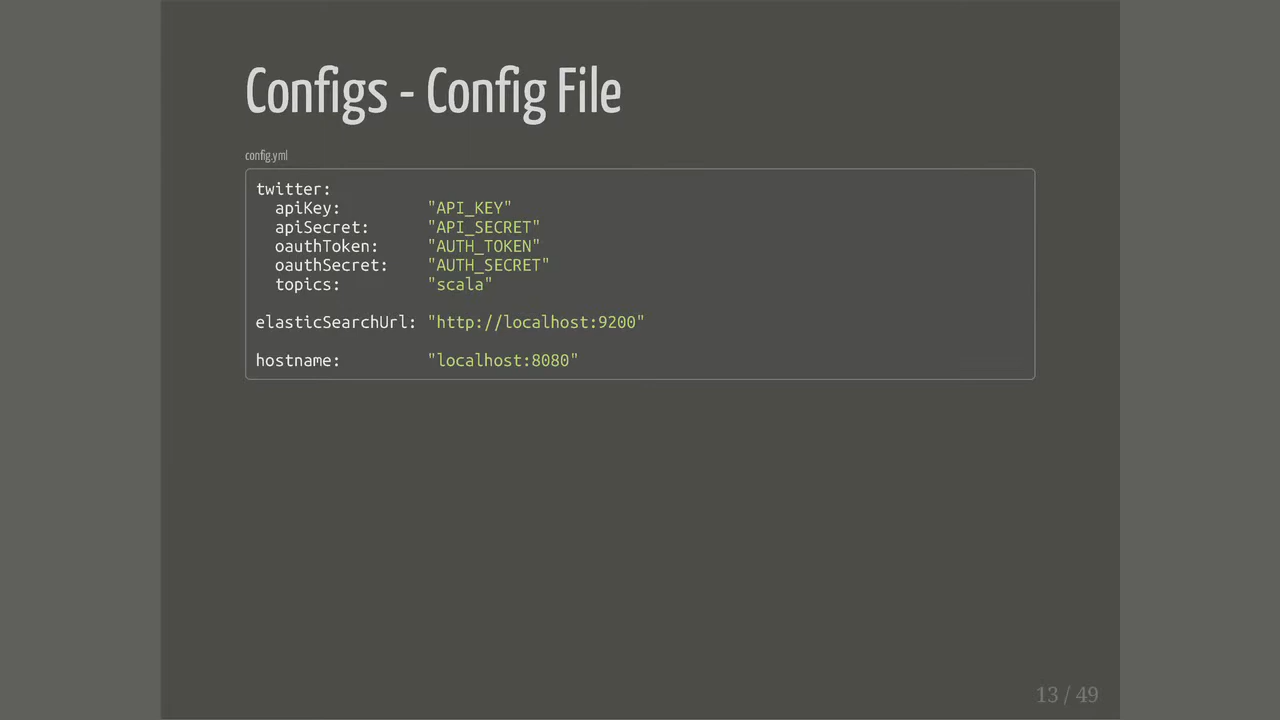 Configs - Config File
config.yml
twitter:
apiKey: "API_KEY"
apiSecret: "API_SECRET"
oauthToken: "AUTH_TOKEN"
oauthSecret: "AUTH_SECRET"
topics: "scala"
elasticSearchUrl: "http://localhost:9200"
hostname: "localhost:8080"
13 / 49